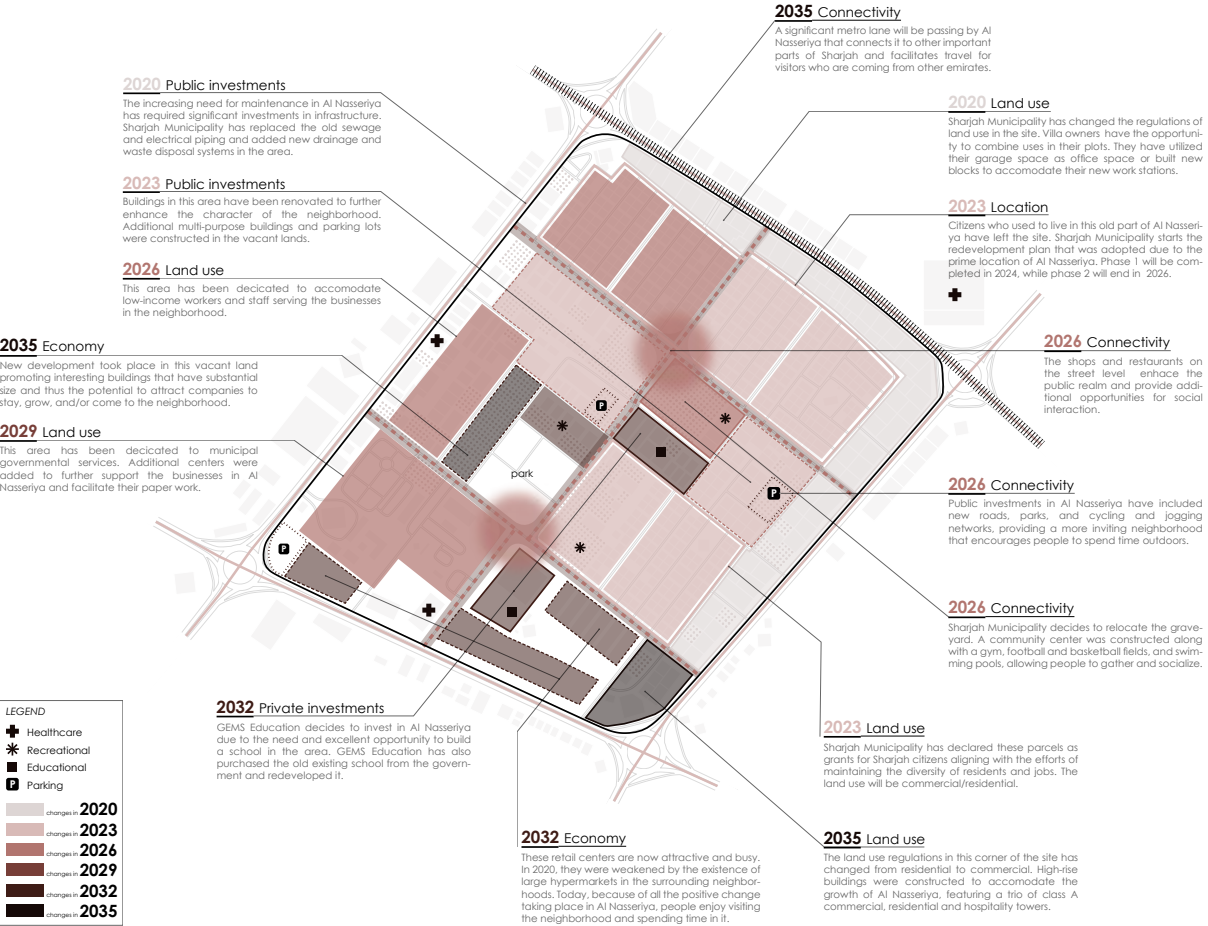 2035 Connectivity
A significant metro lane will be passing by Al
Nasseriya that connects it to other important
parts of Sharjah and facilitates travel for
visitors who are coming from other emirates.
2020 Public investments
The increasing need for maintenance in Al Nasseriya
has required significant investments in infrastructure.
Sharjah Municipality has replaced the old sewage
and electrical piping and added new drainage and
waste disposal systems in the area.
2020 Land use
Sharjah Municipality has changed the regulations of
land use in the site. Villa owners have the opportuni-
ty to combine uses in their plots. They have utilized
their garage space as office space or built new
blocks to accomodate their new work stations.
2023 Public investments
Buildings in this area have been renovated to further
enhance the character of the neighborhood.
Additional multi-purpose buildings and parking lots
were constructed in the vacant lands.
2023 Location
Citizens who used to live in this old part of Al Nasseri-
ya have left the site. Sharjah Municipality starts the
redevelopment plan that was adopted due to the
prime location of Al Nasseriya. Phase 1 will be com-
pleted in 2024, while phase 2 will end in 2026.
2026 Land use
This area has been decicated to accomodate
low-income workers and staff serving the businesses
in the neighborhood.
2035 Economy
New development took place in this vacant land
promoting interesting buildings that have substantial
size and thus the potential to attract companies to
stay, grow, and/or come to the neighborhood.
2026 Connectivity
The shops and restaurants on
the street level enhace the
public realm and provide addi-
tional opportunities for social
interaction.
2029 Land use
This area has been decicated to municipal
governmental services. Additional centers were
added to further support the businesses in Al
Nasseriya and facilitate their paper work.
P
park
P
P
2026 Connectivity
Public investments in Al Nasseriya have included
new roads, parks, and cycling and jogging
networks, providing a more inviting neighborhood
that encourages people to spend time outdoors.
2026 Connectivity
Sharjah Municipality decides to relocate the grave-
yard. A community center was constructed along
with a gym, football and basketball fields, and swim-
ming pools, allowing people to gather and socialize.
2032 Private investments
GEMS Education decides to invest in Al Nasseriya
due to the need and excellent opportunity to build
a school in the area. GEMS Education has also
purchased the old existing school from the govern-
ment and redeveloped it.
2023 Land use
Sharjah Municipality has declared these parcels as
grants for Sharjah citizens aligning with the efforts of
maintaining the diversity of residents and jobs. The
land use will be commercial/residential.
2032 Economy
These retail centers are now attractive and busy.
In 2020, they were weakened by the existence of
large hypermarkets in the surrounding neighbor-
hoods. Today, because of all the positive change
taking place in Al Nasseriya, people enjoy visiting
the neighborhood and spending time in it.
2035 Land use
The land use regulations in this corner of the site has
changed from residential to commercial. High-rise
buildings were constructed to accomodate the
growth of Al Nasseriya, featuring a trio of class A
commercial, residential and hospitality towers.
LEGEND
Healthcare
Recreational
Educational
P Parking
changes in 2020
changes in 2023
changes in 2026
changes in 2029
changes in 2032
changes in 2035